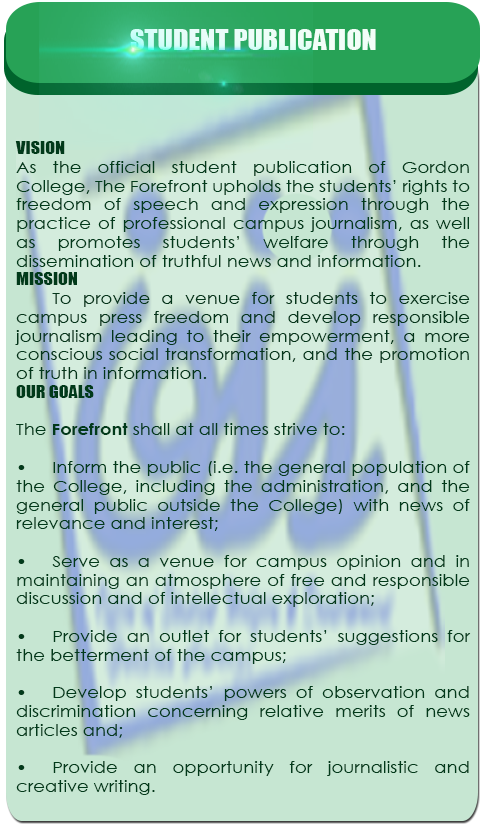 STUDENT PUBLICATION
VISION
As the official student publication of Gordon
College, The Forefront upholds the students’ rights to
freedom of speech and expression through the
practice of professional campus journalism, as well
as promotes students’ welfare through the
dissemination of truthful news and information.
MISSION
To provide a venue for students to exercise
campus press freedom and develop responsible
journalism leading to their empowerment, a more
conscious social transformation, and the promotion
of truth in information.
OUR GOALS
The Forefront shall at all times strive to:
• Inform the public (i.e. the general population of
the College, including the administration, and the
general public outside the College) with news of
relevance and interest;
• Serve as a venue for campus opinion and in
maintaining an atmosphere of free and responsible
discussion and of intellectual exploration;
• Provide an outlet for students’ suggestions for
the betterment of the campus;
• Develop students’ powers of observation and
discrimination concerning relative merits of news
articles and;
• Provide an opportunity for journalistic and
creative writing.